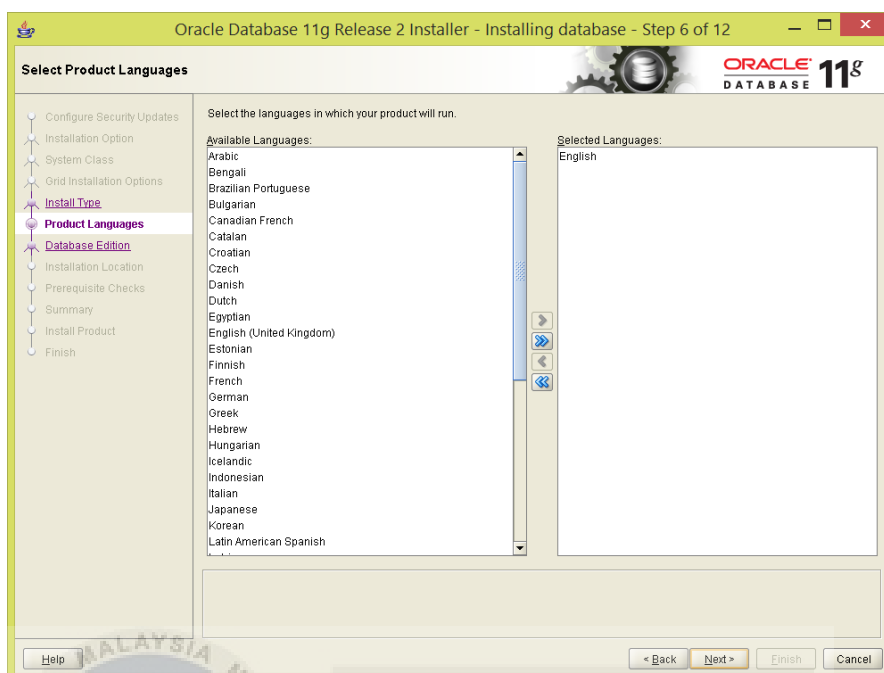 Oracle Database 11g Release 2 Installer - Installing database - Step 6 of 12
Select Product Languages
ORACLE
DATABASE
11g
Configure Security Updates
Installation Option
System Class
Grid Installation Options
Install Type
Product Languages
Database Edition
Installation Location
Prerequisite Checks
Summary
Install Product
Finish
Select the languages in which your product will run.
Available Languages:
Arabic
Bengali
Brazilian Portuguese
Bulgarian
Canadian French
Catalan
Croatian
Czech
Danish
Dutch
Egyptian
English (United Kingdom)
Estonian
Finnish
French
German
Greek
Hebrew
Hungarian
Icelandic
Indonesian
Italian
Japanese
Korean
Latin American Spanish
Selected Languages:
English
MALAYSIA
Help
< Back
Next >
Finish
Cancel